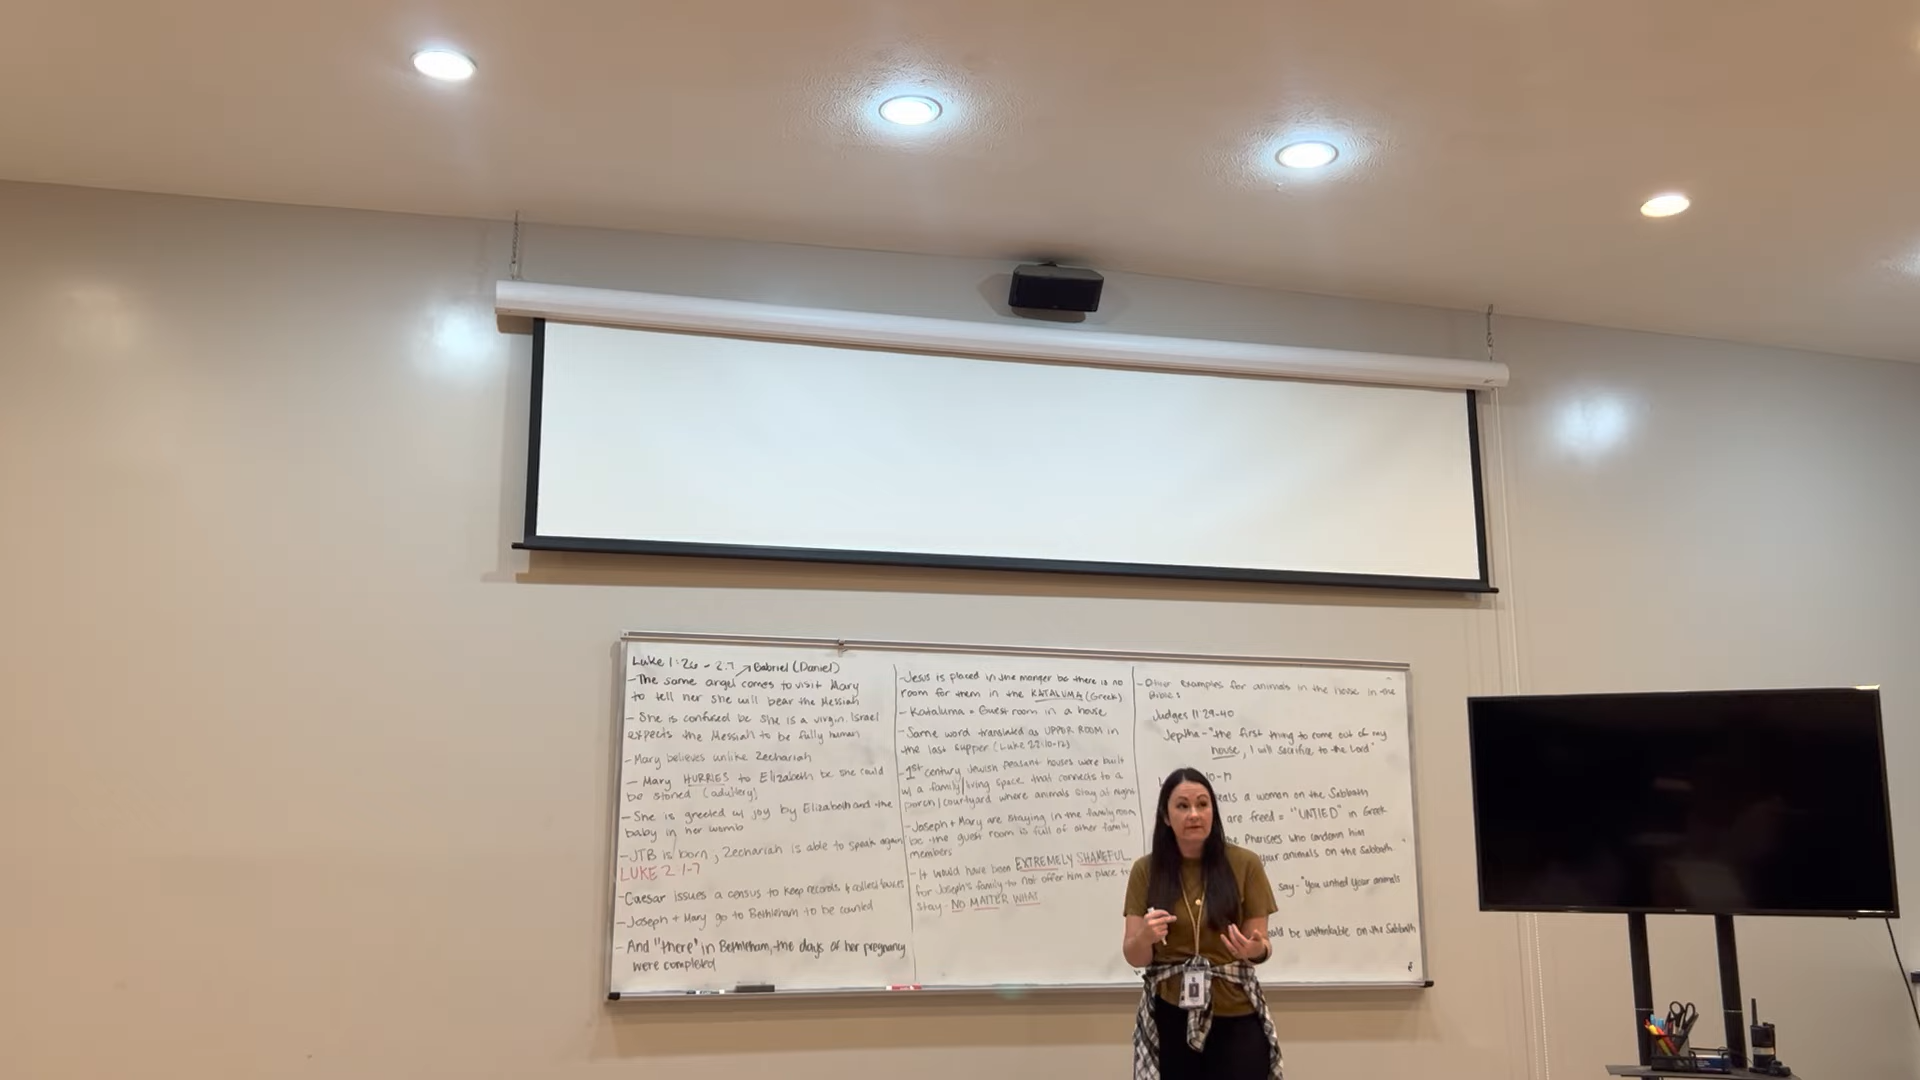 Luke 1:26 - 2:7 ↗ Gabriel (Daniel)
- The same angel comes to visit Mary
to tell her she will bear the Messiah
- She is confused bc she is a virgin. Israel
expects the Messiah to be fully human
- Mary believes unlike Zechariah
- Mary HURRIES to Elizabeth bc she could
be stoned (adultery)
- She is greeted w/ joy by Elizabeth and the
baby in her womb
- JTB is born, Zechariah is able to speak again
LUKE 2:1-7
- Caesar issues a census to keep records & collect taxes
- Joseph + Mary go to Bethlehem to be counted
- And "there" in Bethlehem, the days of her pregnancy
were completed
- Jesus is placed in the manger bc there is no
room for them in the KATALUMA (Greek)
- Kataluma = Guest room in a house
- Same word translated as UPPER ROOM in
the last supper (Luke 22:10-12)
- 1st century Jewish peasant houses were built
w/ a family/living space that connects to a
porch/courtyard where animals stay at night
- Joseph + Mary are staying in the family room
bc the guest room is full of other family
members
- It would have been EXTREMELY SHAMEFUL
for Joseph's family to not offer him a place to
stay - NO MATTER WHAT
- Other examples for animals in the house in the
Bible:
Judges 11:29-40
Jeptha - "the first thing to come out of my
house, I will sacrifice to the Lord"
a woman on the Sabbath
are freed = "UNTIED" in Greek
Pharisees who condemn him
your animals on the Sabbath
say - "You untied your animals
be unthinkable on the Sabbath